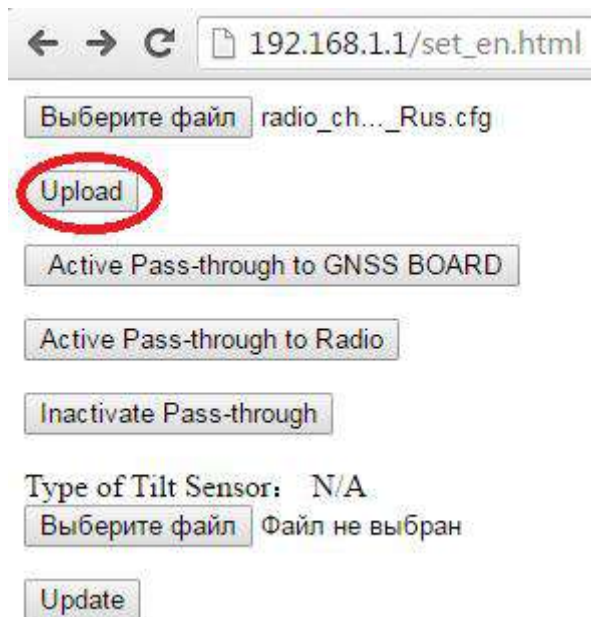 192.168.1.1/set_en.html
Выберите файл radio_ch..._Rus.cfg
Upload
Active Pass-through to GNSS BOARD
Active Pass-through to Radio
Inactivate Pass-through
Type of Tilt Sensor： N/A
Выберите файл Файл не выбран
Update